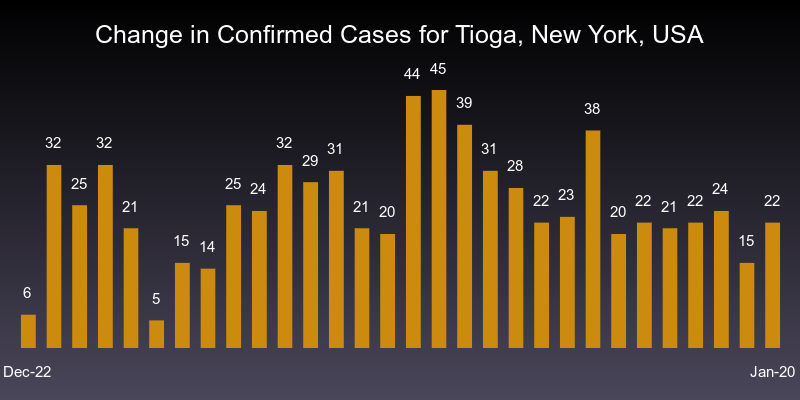 Change in Confirmed Cases for Tioga, New York, USA
6 32 25 32 21 5 15 14 25 24 32 29 31 21 20 44 45 39 31 28 22 23 38 20 22 21 22 24 15 22
Dec-22 Jan-20